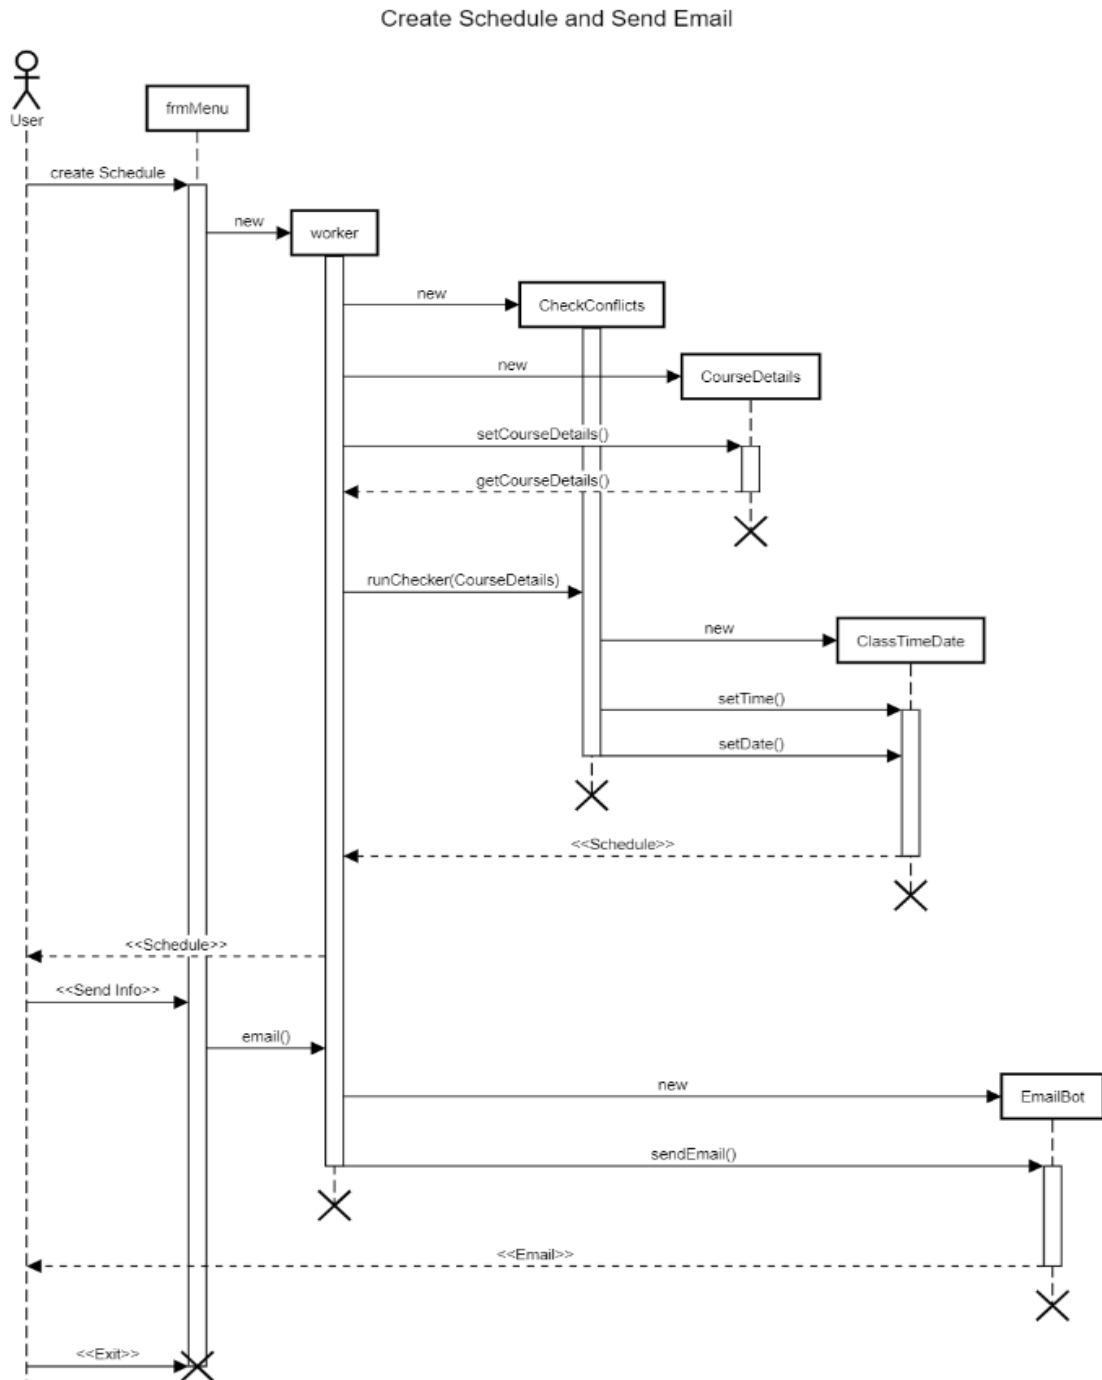 Create Schedule and Send Email
User
frmMenu
create Schedule
new
worker
new
CheckConflicts
new
CourseDetails
setCourseDetails()
getCourseDetails()
runChecker(CourseDetails)
new
ClassTimeDate
setTime()
setDate()
<<Schedule>>
<<Schedule>>
<<Send Info>>
email()
new
EmailBot
sendEmail()
<<Email>>
<<Exit>>